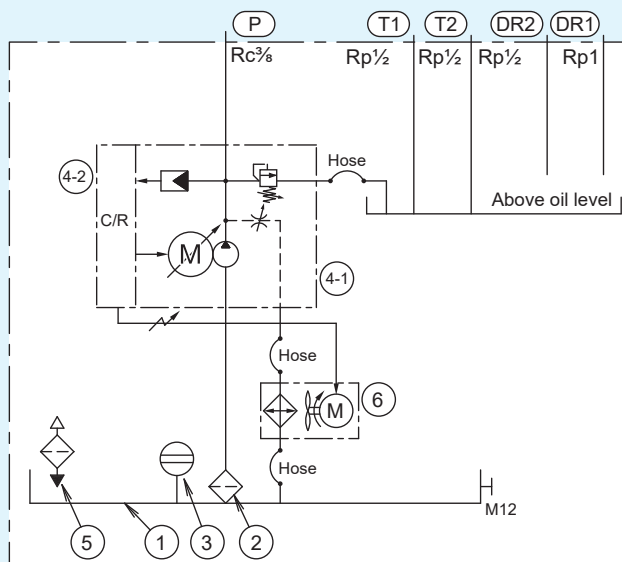 P T1 T2 DR2 DR1
Rc⅜ Rp½ Rp½ Rp½ Rp1
Hose
4-2
Above oil level
C/R
M
4-1
Hose
M
6
Hose
M12
5 1 3 2